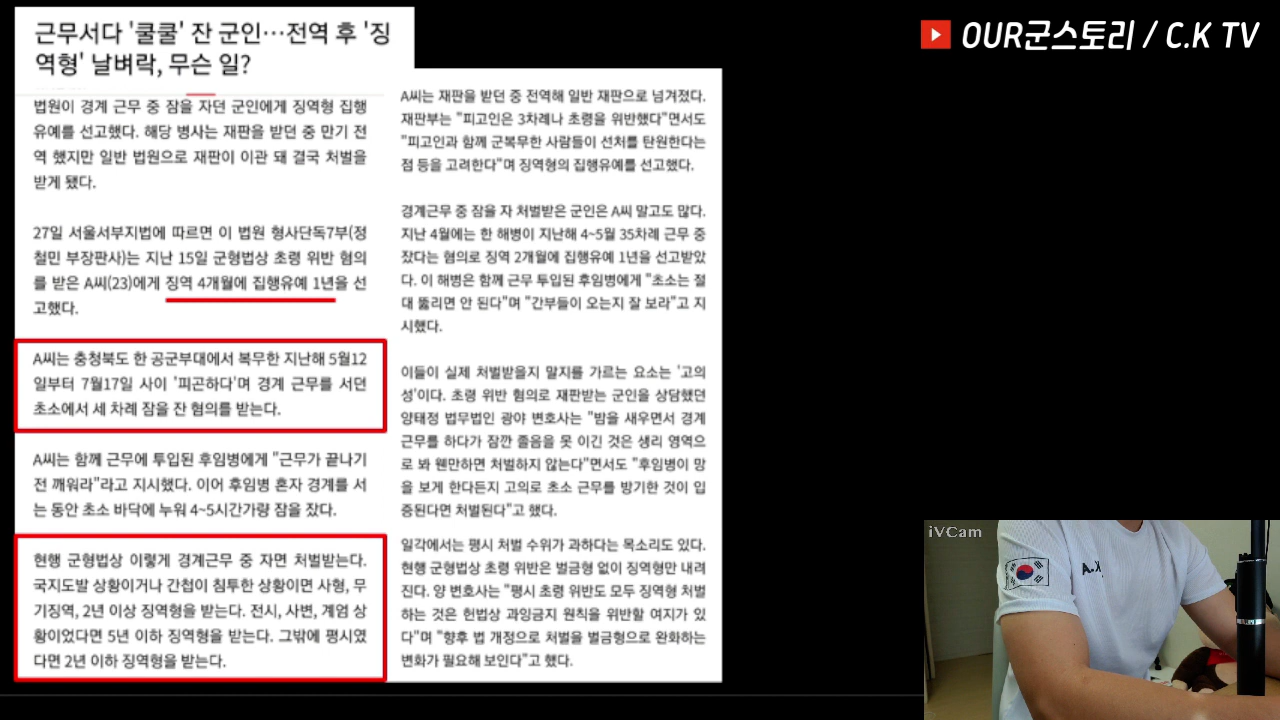 근무서다 '쿨쿨' 잔 군인…전역 후 '징
역형' 날벼락, 무슨 일?
법원이 경계 근무 중 잠을 자던 군인에게 징역형 집행
유예를 선고했다. 해당 병사는 재판을 받던 중 만기 전
역 했지만 일반 법원으로 재판이 이관 돼 결국 처벌을
받게 됐다.
27일 서울서부지법에 따르면 이 법원 형사단독7부(정
철민 부장판사)는 지난 15일 군형법상 초령 위반 혐의
를 받은 A씨(23)에게 징역 4개월에 집행유예 1년을 선
고했다.
A씨는 충청북도 한 공군부대에서 복무한 지난해 5월12
일부터 7월17일 사이 '피곤하다'며 경계 근무를 서던
초소에서 세 차례 잠을 잔 혐의를 받는다.
A씨는 함께 근무에 투입된 후임병에게 "근무가 끝나기
전 깨워라"라고 지시했다. 이어 후임병 혼자 경계를 서
는 동안 초소 바닥에 누워 4~5시간가량 잠을 잤다.
현행 군형법상 이렇게 경계근무 중 자면 처벌받는다.
국지도발 상황이거나 간첩이 침투한 상황이면 사형, 무
기징역, 2년 이상 징역형을 받는다. 전시, 사변, 계엄 상
황이었다면 5년 이하 징역형을 받는다. 그밖에 평시였
다면 2년 이하 징역형을 받는다.
A씨는 재판을 받던 중 전역해 일반 재판으로 넘겨졌다.
재판부는 "피고인은 3차례나 초령을 위반했다"면서도
"피고인과 함께 군복무한 사람들이 선처를 탄원한다는
점 등을 고려한다"며 징역형의 집행유예를 선고했다.
경계근무 중 잠을 자 처벌받은 군인은 A씨 말고도 많다.
지난 4월에는 한 해병이 지난해 4~5월 35차례 근무 중
잤다는 혐의로 징역 2개월에 집행유예 1년을 선고받았
다. 이 해병은 함께 근무 투입된 후임병에게 "초소는 절
대 뚫리면 안 된다"며 "간부들이 오는지 잘 보라"고 지
시했다.
이들이 실제 처벌받을지 말지를 가르는 요소는 '고의
성'이다. 초령 위반 혐의로 재판받는 군인을 상담했던
양태정 법무법인 광야 변호사는 "밤을 새우면서 경계
근무를 하다가 잠깐 졸음을 못 이긴 것은 생리 영역으
로 봐 웬만하면 처벌하지 않는다"면서도 "후임병이 망
을 보게 한다든지 고의로 초소 근무를 방기한 것이 입
증된다면 처벌된다"고 했다.
일각에서는 평시 처벌 수위가 과하다는 목소리도 있다.
현행 군형법상 초령 위반은 벌금형 없이 징역형만 내려
진다. 양 변호사는 "평시 초령 위반도 모두 징역형 처벌
하는 것은 헌법상 과잉금지 원칙을 위반할 여지가 있
다"며 "향후 법 개정으로 처벌을 벌금형으로 완화하는
변화가 필요해 보인다"고 했다.
OUR군스토리 / C.K TV
iVCam